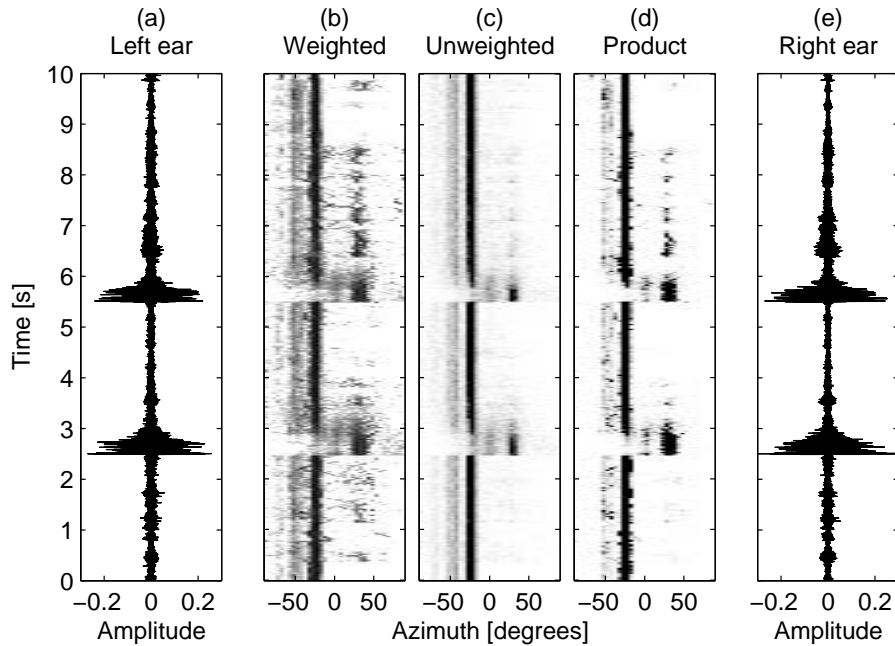 (a) (b) (c) (d) (e)
Left ear Weighted Unweighted Product Right ear
10
9
8
7
6
5
4
3
2
1
0
Time [s]
−0.2 0 0.2 −50 0 50 −50 0 50 −50 0 50 −0.2 0 0.2
Amplitude Azimuth [degrees] Amplitude